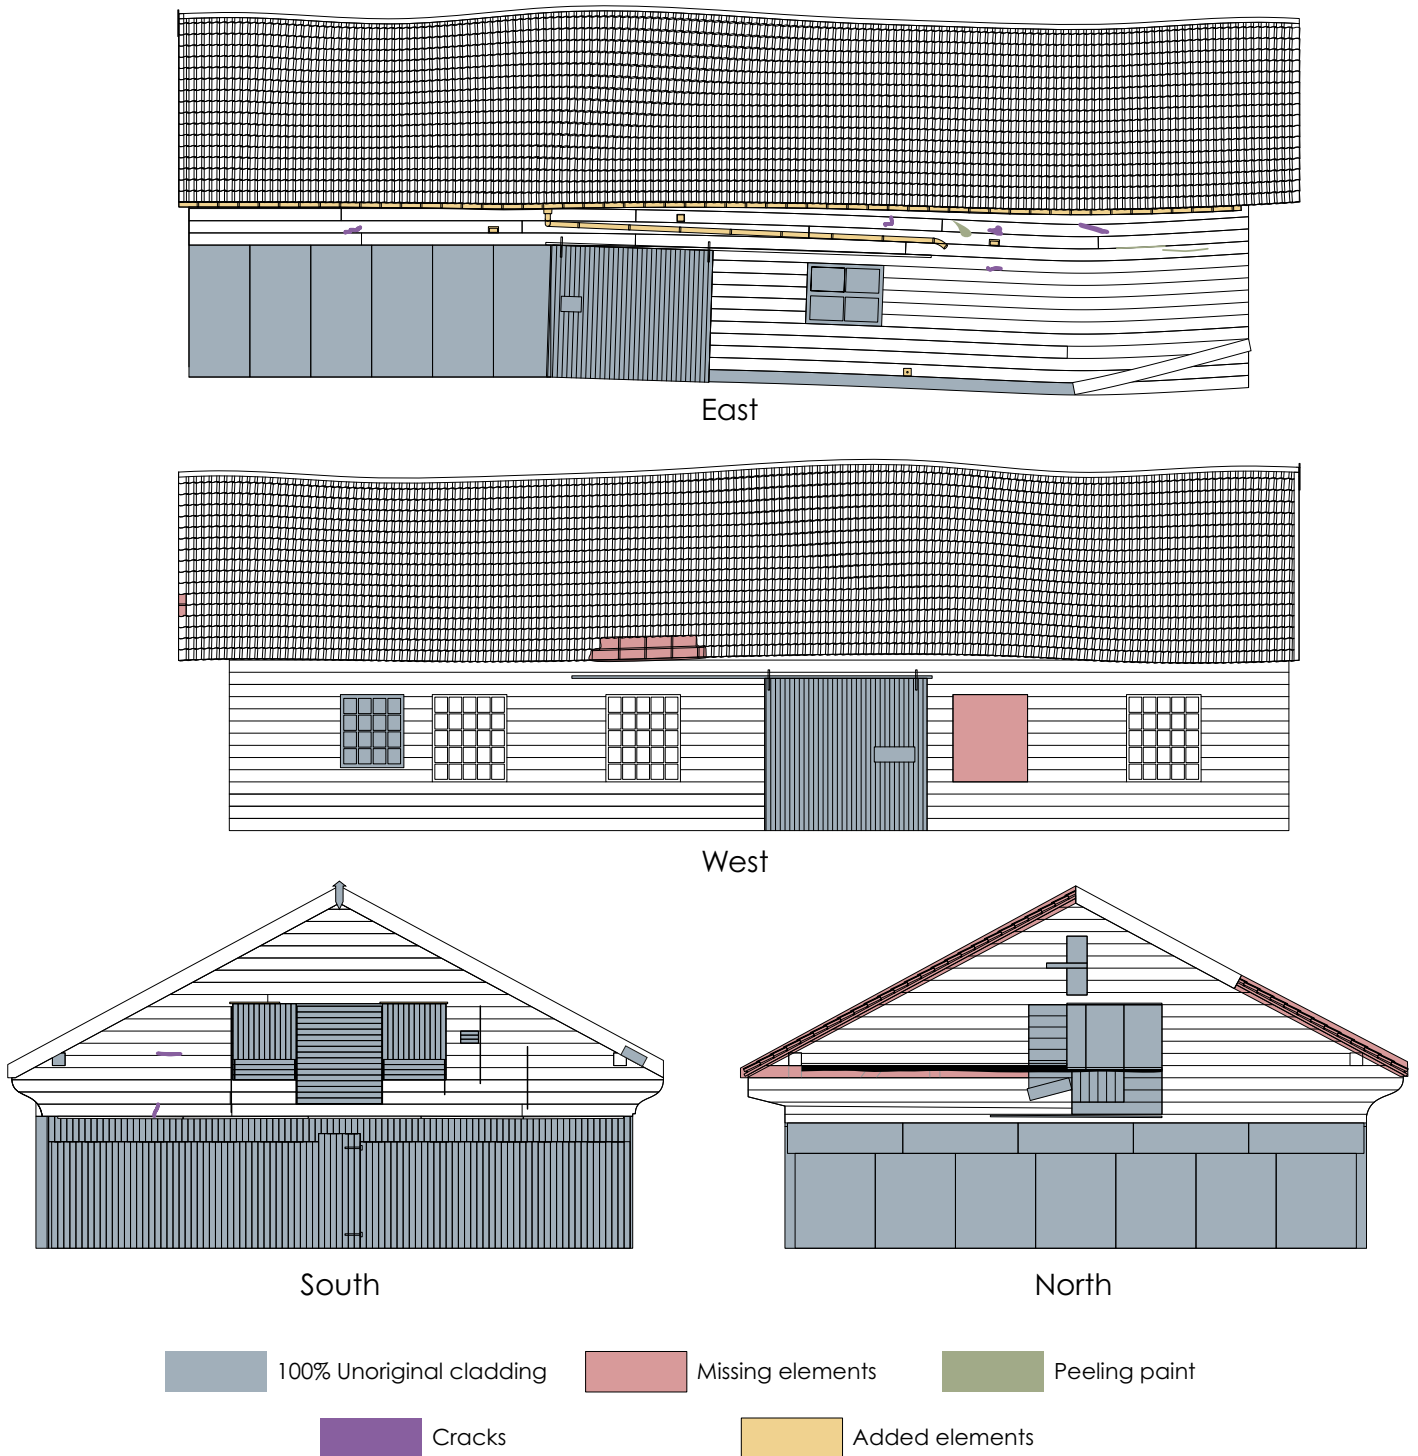 East
West
South
North
100% Unoriginal cladding
Missing elements
Peeling paint
Cracks
Added elements